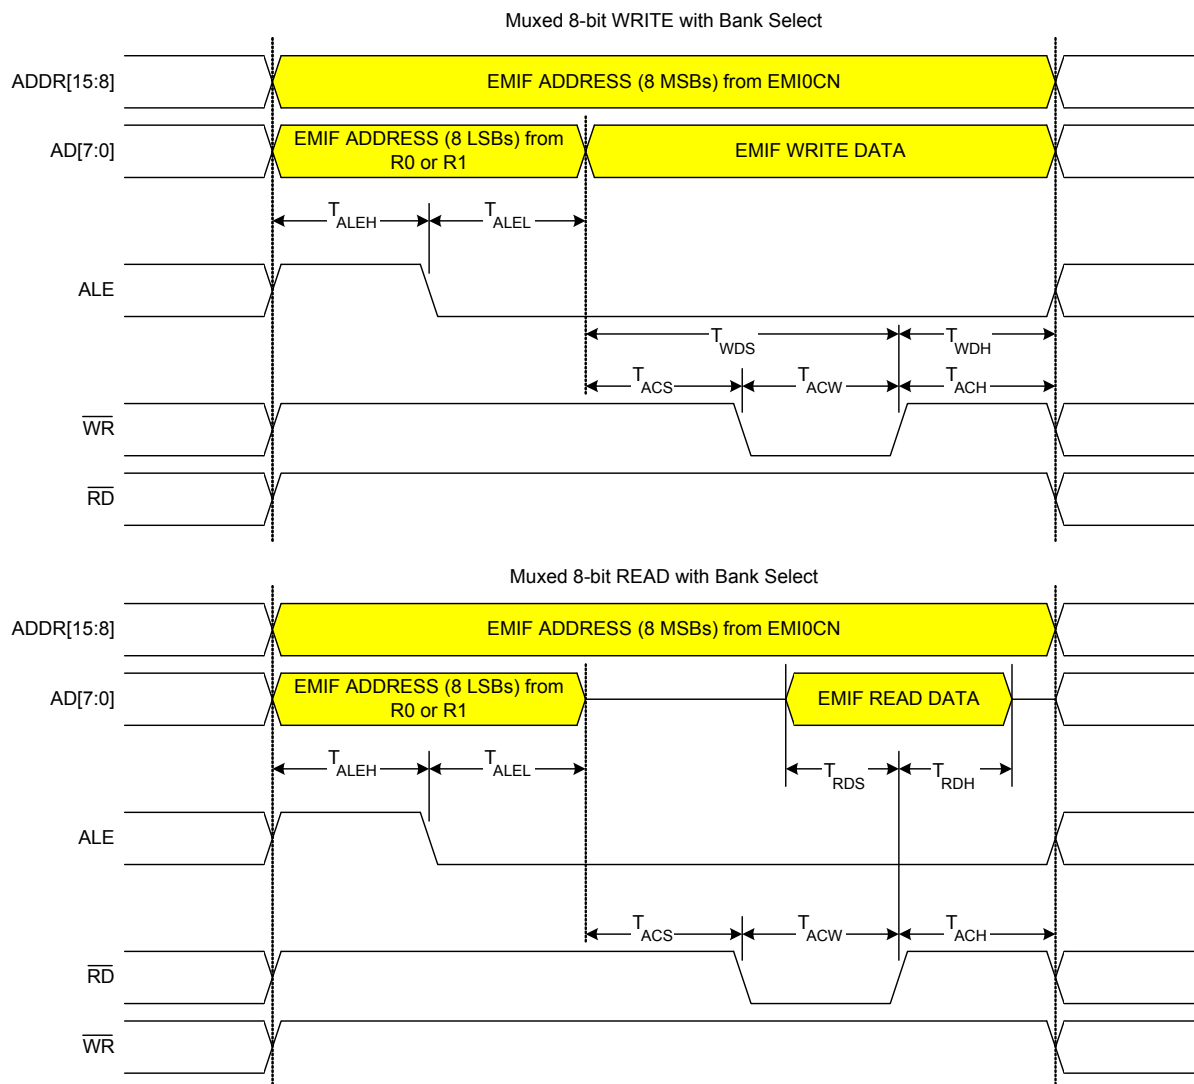 Muxed 8-bit WRITE with Bank Select
ADDR[15:8]
EMIF ADDRESS (8 MSBs) from EMI0CN
AD[7:0]
EMIF ADDRESS (8 LSBs) from
R0 or R1
EMIF WRITE DATA
TALEH
TALEL
ALE
TWDS
TWDH
TACS
TACW
TACH
WR
RD
Muxed 8-bit READ with Bank Select
ADDR[15:8]
EMIF ADDRESS (8 MSBs) from EMI0CN
AD[7:0]
EMIF ADDRESS (8 LSBs) from
R0 or R1
EMIF READ DATA
TALEH
TALEL
TRDS
TRDH
ALE
TACS
TACW
TACH
RD
WR